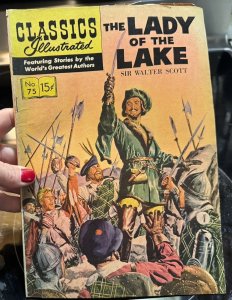 CLASSICS
Illustrated
Featuring Stories by the
World's Greatest Authors
No.
75
15¢
THE LADY
OF THE
LAKE
SIR WALTER SCOTT